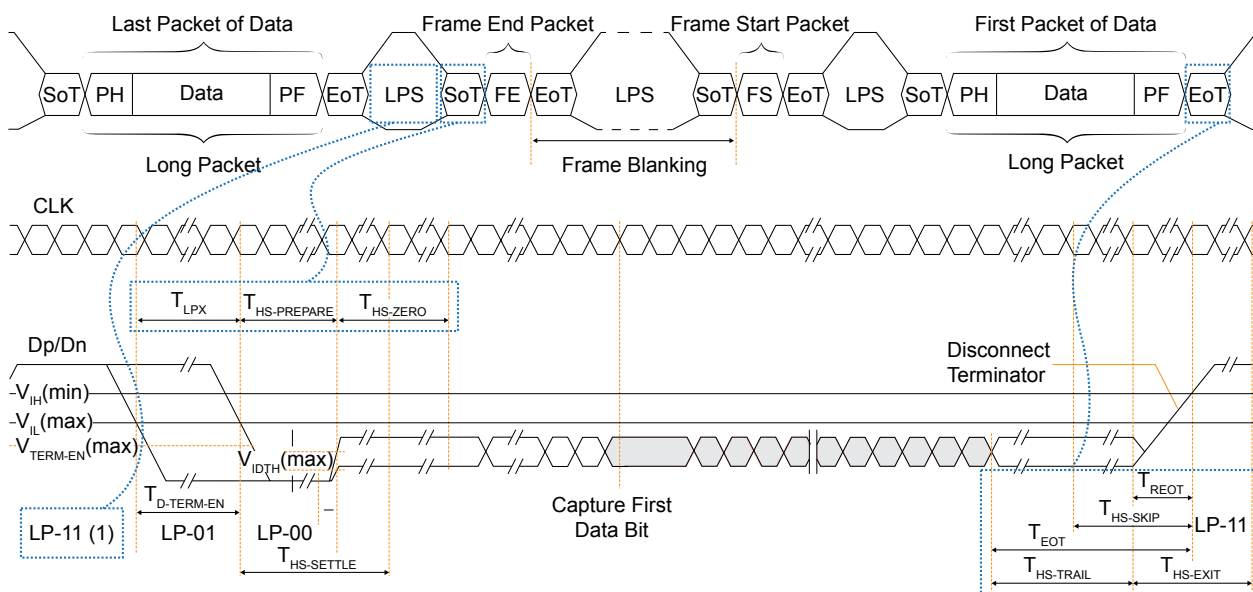 Last Packet of Data
Frame End Packet
Frame Start Packet
First Packet of Data
SoT PH Data PF EoT LPS SoT FE EoT LPS SoT FS EoT LPS SoT PH Data PF EoT
Long Packet
Frame Blanking
Long Packet
CLK
TLPX
THS-PREPARE
THS-ZERO
Dp/Dn
Disconnect
Terminator
VIH(min)
VIL(max)
VTERM-EN(max)
VIDTH(max)
TD-TERM-EN
TREOT
Capture First
Data Bit
THS-SKIP
LP-11 (1)
LP-01
LP-00
LP-11
TEOT
THS-SETTLE
THS-TRAIL
THS-EXIT